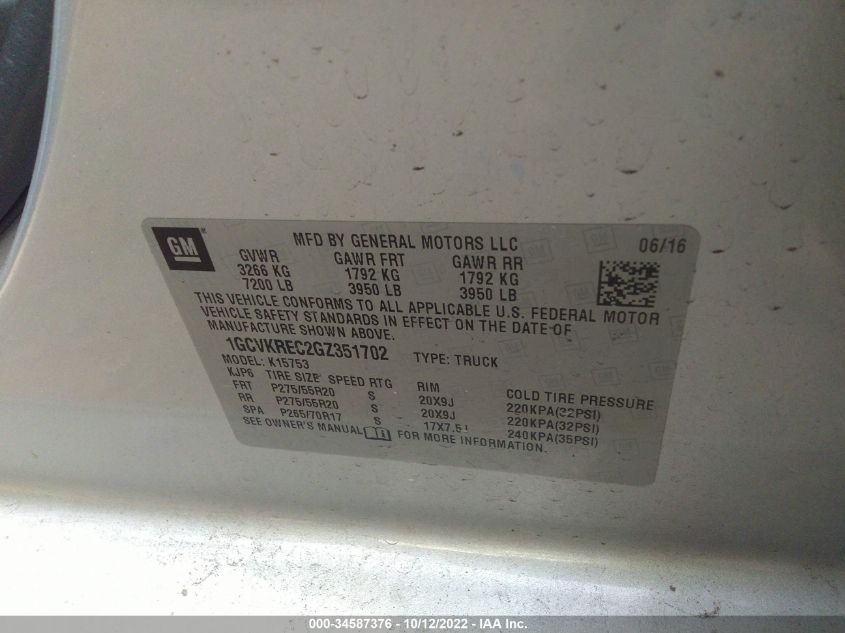 GM MFD BY GENERAL MOTORS LLC 06/16
GVWR GAWR FRT GAWR RR
3266 KG 1792 KG 1792 KG
7200 LB 3950 LB 3950 LB
THIS VEHICLE CONFORMS TO ALL APPLICABLE U.S. FEDERAL MOTOR
VEHICLE SAFETY STANDARDS IN EFFECT ON THE DATE OF
MANUFACTURE SHOWN ABOVE.
1GCVKREC2GZ351702 TYPE: TRUCK
MODEL: K15753
KJP6 TIRE SIZE SPEED RTG RIM COLD TIRE PRESSURE
FRT P275/55R20 S 20X9J 220KPA(32PSI)
RR P275/55R20 S 20X9J 220KPA(32PSI)
SPA P265/70R17 S 17X7.5J 240KPA(35PSI)
SEE OWNER'S MANUAL FOR MORE INFORMATION.
000-34587376 - 10/12/2022 - IAA Inc.